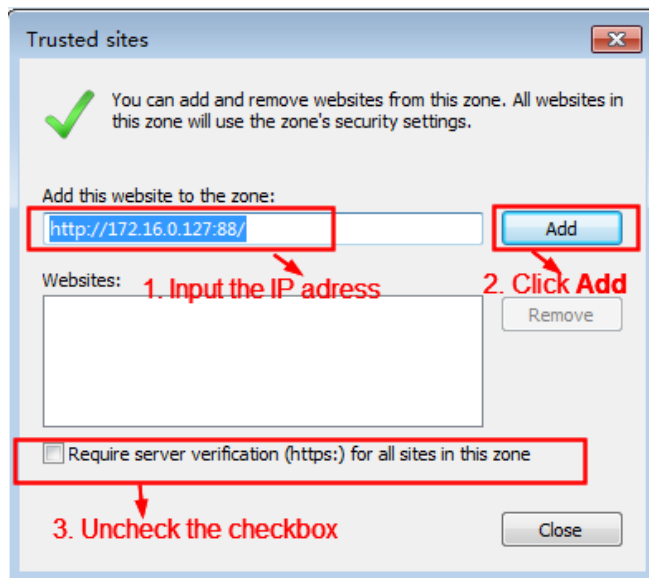 Trusted sites
You can add and remove websites from this zone. All websites in
this zone will use the zone's security settings.
Add this website to the zone:
http://172.16.0.127:88/
Add
1. Input the IP adress
2. Click Add
Websites:
Remove
Require server verification (https:) for all sites in this zone
3. Uncheck the checkbox
Close